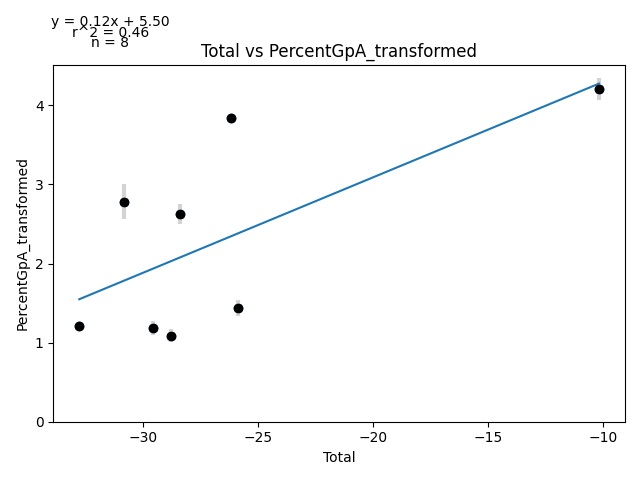 y = 0.12x + 5.50
r^2 = 0.46
n = 8
Total vs PercentGpA_transformed
PercentGpA_transformed
4
3
2
1
0
−30
−25
−20
−15
−10
Total